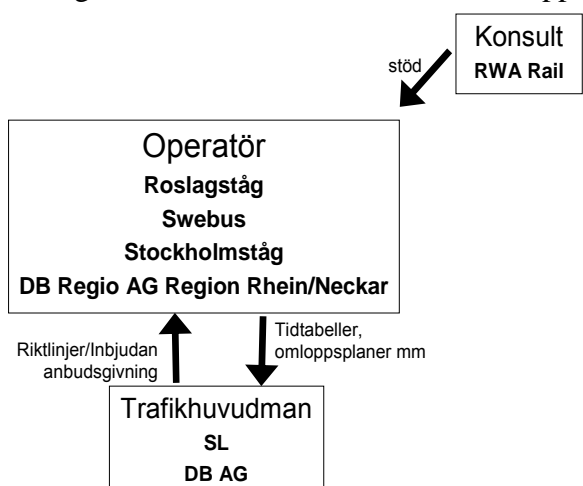 Konsult
RWA Rail
stöd
Operatör
Roslagståg
Swebus
Stockholmståg
DB Regio AG Region Rhein/Neckar
Riktlinjer/Inbjudan
anbudsgivning
Tidtabeller,
omloppsplaner mm
Trafikhuvudman
SL
DB AG